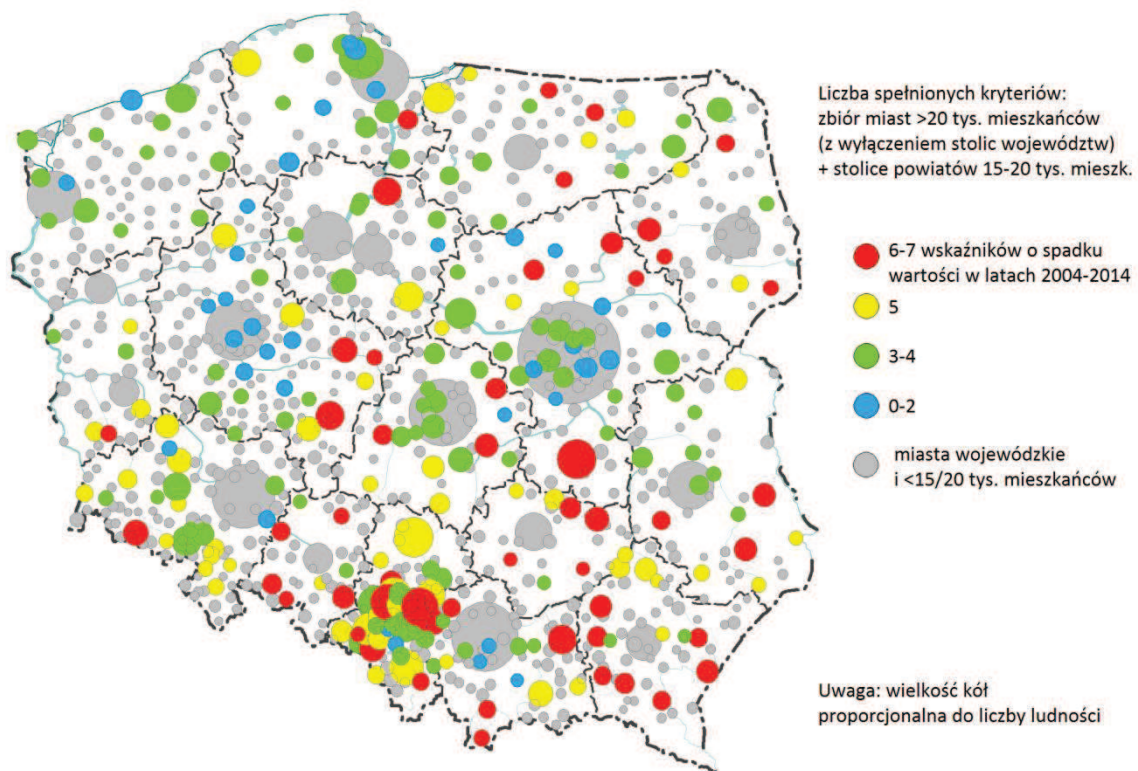 Liczba spełnionych kryteriów:
zbiór miast >20 tys. mieszkańców
(z wyłączeniem stolic województw)
+ stolice powiatów 15-20 tys. mieszk.
6-7 wskaźników o spadku
wartości w latach 2004-2014
5
3-4
0-2
miasta wojewódzkie
i <15/20 tys. mieszkańców
Uwaga: wielkość kół
proporcjonalna do liczby ludności